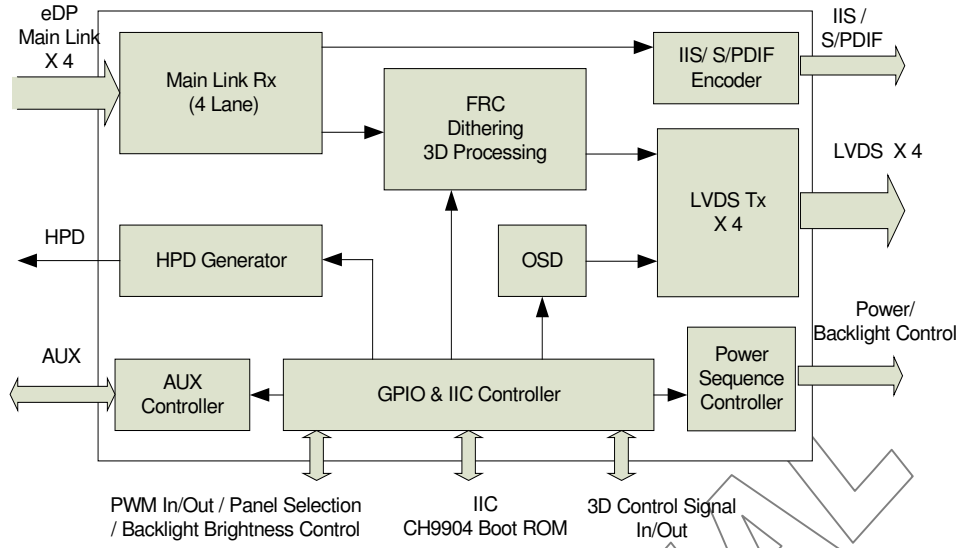 eDP
Main Link
X 4
IIS /
S/PDIF
Main Link Rx
(4 Lane)
IIS/ S/PDIF
Encoder
FRC
Dithering
3D Processing
LVDS X 4
LVDS Tx
X 4
HPD
HPD Generator
OSD
Power/
Backlight Control
AUX
AUX
Controller
GPIO & IIC Controller
Power
Sequence
Controller
PWM In/Out / Panel Selection
/ Backlight Brightness Control
IIC
CH9904 Boot ROM
3D Control Signal
In/Out